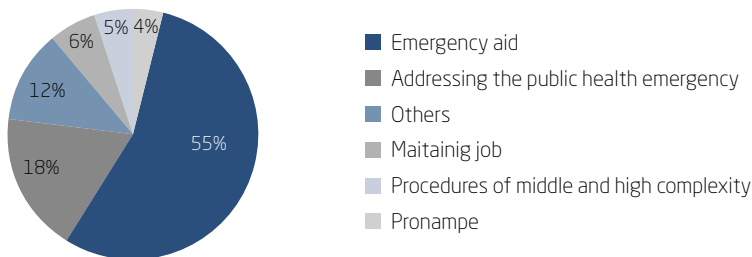 5% 4%
6%
12%
55%
18%
Emergency aid
Addressing the public health emergency
Others
Maitainig job
Procedures of middle and high complexity
Pronampe